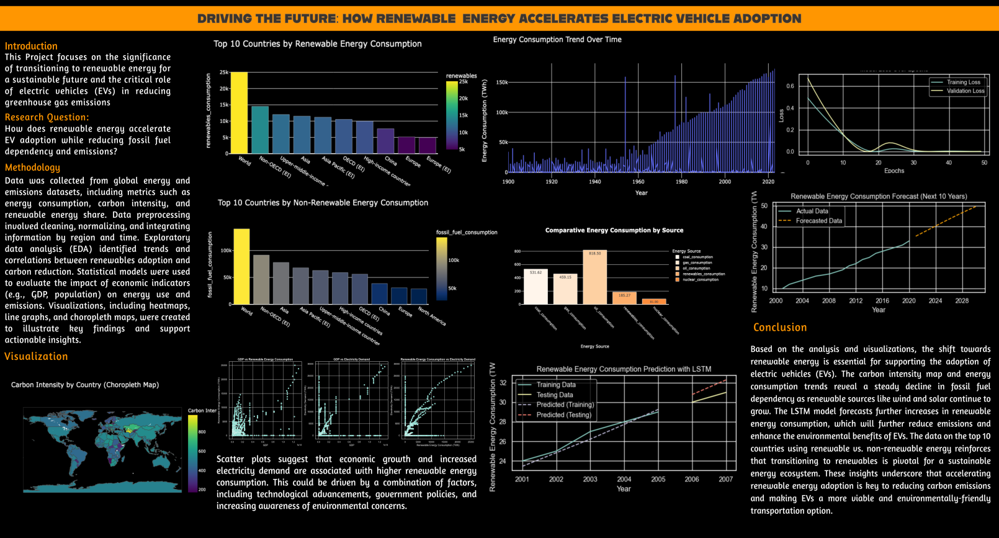 DRIVING THE FUTURE: HOW RENEWABLE ENERGY ACCELERATES ELECTRIC VEHICLE ADOPTION
Introduction
This Project focuses on the significance
of transitioning to renewable energy for
a sustainable future and the critical role
of electric vehicles (EVs) in reducing
greenhouse gas emissions
Research Question:
How does renewable energy accelerate
EV adoption while reducing fossil fuel
dependency and emissions?
Methodology
Data was collected from global energy and
emissions datasets, including metrics such as
energy consumption, carbon intensity, and
renewable energy share. Data preprocessing
involved cleaning, normalizing, and integrating
information by region and time. Exploratory
data analysis (EDA) identified trends and
correlations between renewables adoption and
carbon reduction. Statistical models were used
to evaluate the impact of economic indicators
(e.g., GDP, population) on energy use and
emissions. Visualizations, including heatmaps,
line graphs, and choropleth maps, were created
to illustrate key findings and support
actionable insights.
Visualization
Carbon Intensity by Country (Choropleth Map)
Carbon Inter
800
600
400
200
Top 10 Countries by Renewable Energy Consumption
renewables_consumption
25k
20k
15k
10k
5k
0
World
Non-OECD (EI)
Upper-middle-income
Asia
Asia Pacific (EI)
OECD (EI)
High-income countries
China
Europe
Europe (EI)
renewables
25k
20k
15k
10k
5k
Top 10 Countries by Non-Renewable Energy Consumption
fossil_fuel_consumption
100k
50k
0
World
Non-OECD (EI)
Asia
Asia Pacific (EI)
Upper-middle-income countries
High-income countries
OECD (EI)
China
Europe
North America
fossil_fuel_consumption
100k
50k
GDP vs Renewable Energy Consumption
Renewable Energy Consumption (TWh)
GDP
GDP vs Electricity Demand
Electricity Demand (TWh)
GDP
Renewable Energy Consumption vs Electricity Demand
Electricity Demand (TWh)
Renewable Energy Consumption (TWh)
Scatter plots suggest that economic growth and increased
electricity demand are associated with higher renewable energy
consumption. This could be driven by a combination of factors,
including technological advancements, government policies, and
increasing awareness of environmental concerns.
Energy Consumption Trend Over Time
Energy Consumption (TWh)
150k
100k
50k
0
1900 1920 1940 1960 1980 2000 2020
Year
Comparative Energy Consumption by Source
800
600
400
200
0
531.62
459.15
818.50
185.27
coal_consumption
gas_consumption
oil_consumption
renewables_consumption
nuclear_consumption
Energy Source
Energy Source
coal_consumption
gas_consumption
oil_consumption
renewables_consumption
nuclear_consumption
Renewable Energy Consumption Prediction with LSTM
Renewable Energy Consumption (TW
Training Data
Testing Data
Predicted (Training)
Predicted (Testing)
32
30
28
26
24
2001 2002 2003 2004 2005 2006 2007
Year
Training Loss
Validation Loss
Loss
0.6
0.4
0.2
0.0
0 10 20 30 40 50
Epochs
Renewable Energy Consumption Forecast (Next 10 Years)
Renewable Energy Consumption (TW
Actual Data
Forecasted Data
50
40
30
20
10
2000 2004 2008 2012 2016 2020 2024 2028
Year
Conclusion
Based on the analysis and visualizations, the shift towards
renewable energy is essential for supporting the adoption of
electric vehicles (EVs). The carbon intensity map and energy
consumption trends reveal a steady decline in fossil fuel
dependency as renewable sources like wind and solar continue to
grow. The LSTM model forecasts further increases in renewable
energy consumption, which will further reduce emissions and
enhance the environmental benefits of EVs. The data on the top 10
countries using renewable vs. non-renewable energy reinforces
that transitioning to renewables is pivotal for a sustainable
energy ecosystem. These insights underscore that accelerating
renewable energy adoption is key to reducing carbon emissions
and making EVs a more viable and environmentally-friendly
transportation option.